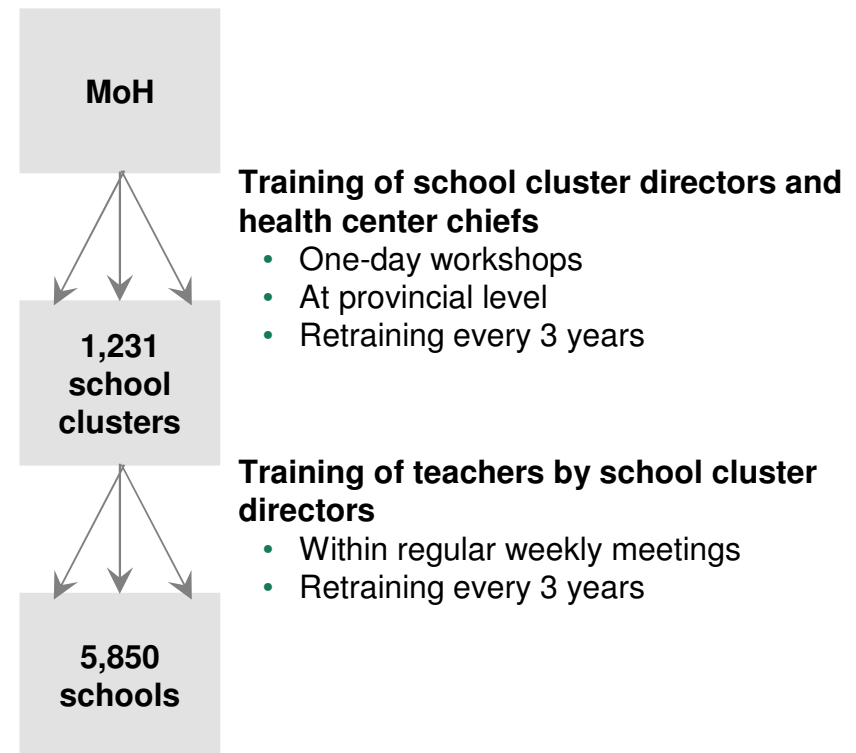 MoH
Training of school cluster directors and
health center chiefs
• One-day workshops
• At provincial level
• Retraining every 3 years
1,231
school
clusters
Training of teachers by school cluster
directors
• Within regular weekly meetings
• Retraining every 3 years
5,850
schools